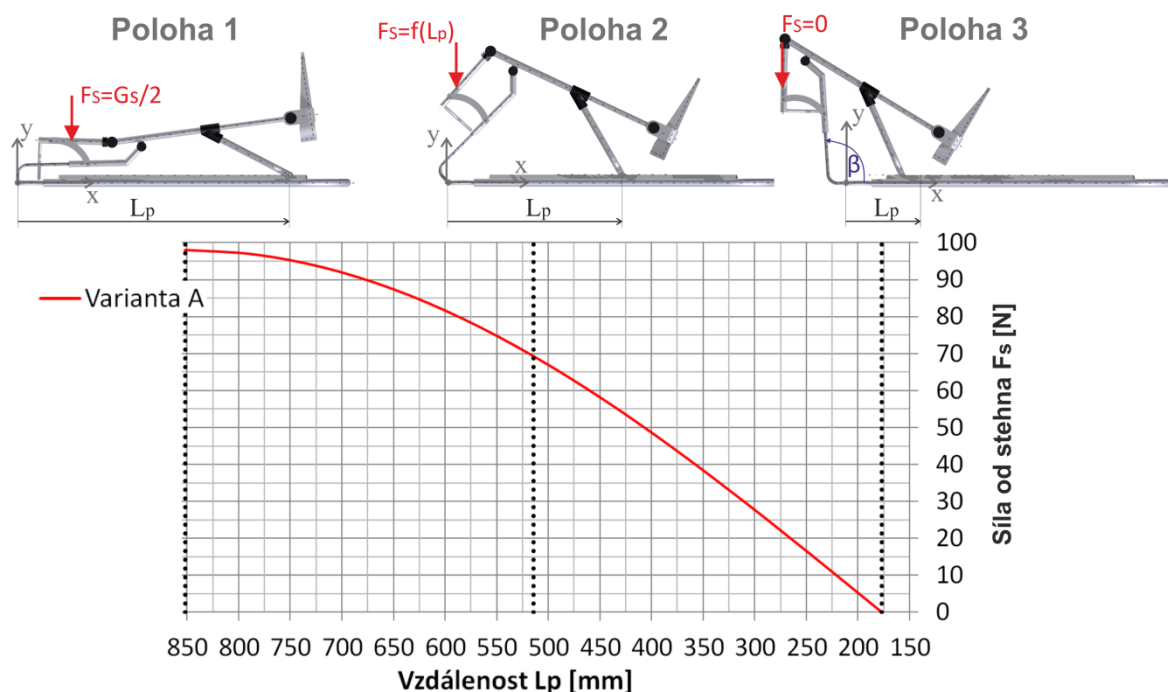 Poloha 1
Poloha 2
Poloha 3
FS=GS/2
FS=f(Lp)
FS=0
y
x
Lp
y
x
Lp
y
β
x
Lp
Varianta A
100
90
80
70
60
50
40
30
20
10
0
Síla od stehna FS [N]
850 800 750 700 650 600 550 500 450 400 350 300 250 200 150
Vzdálenost Lp [mm]